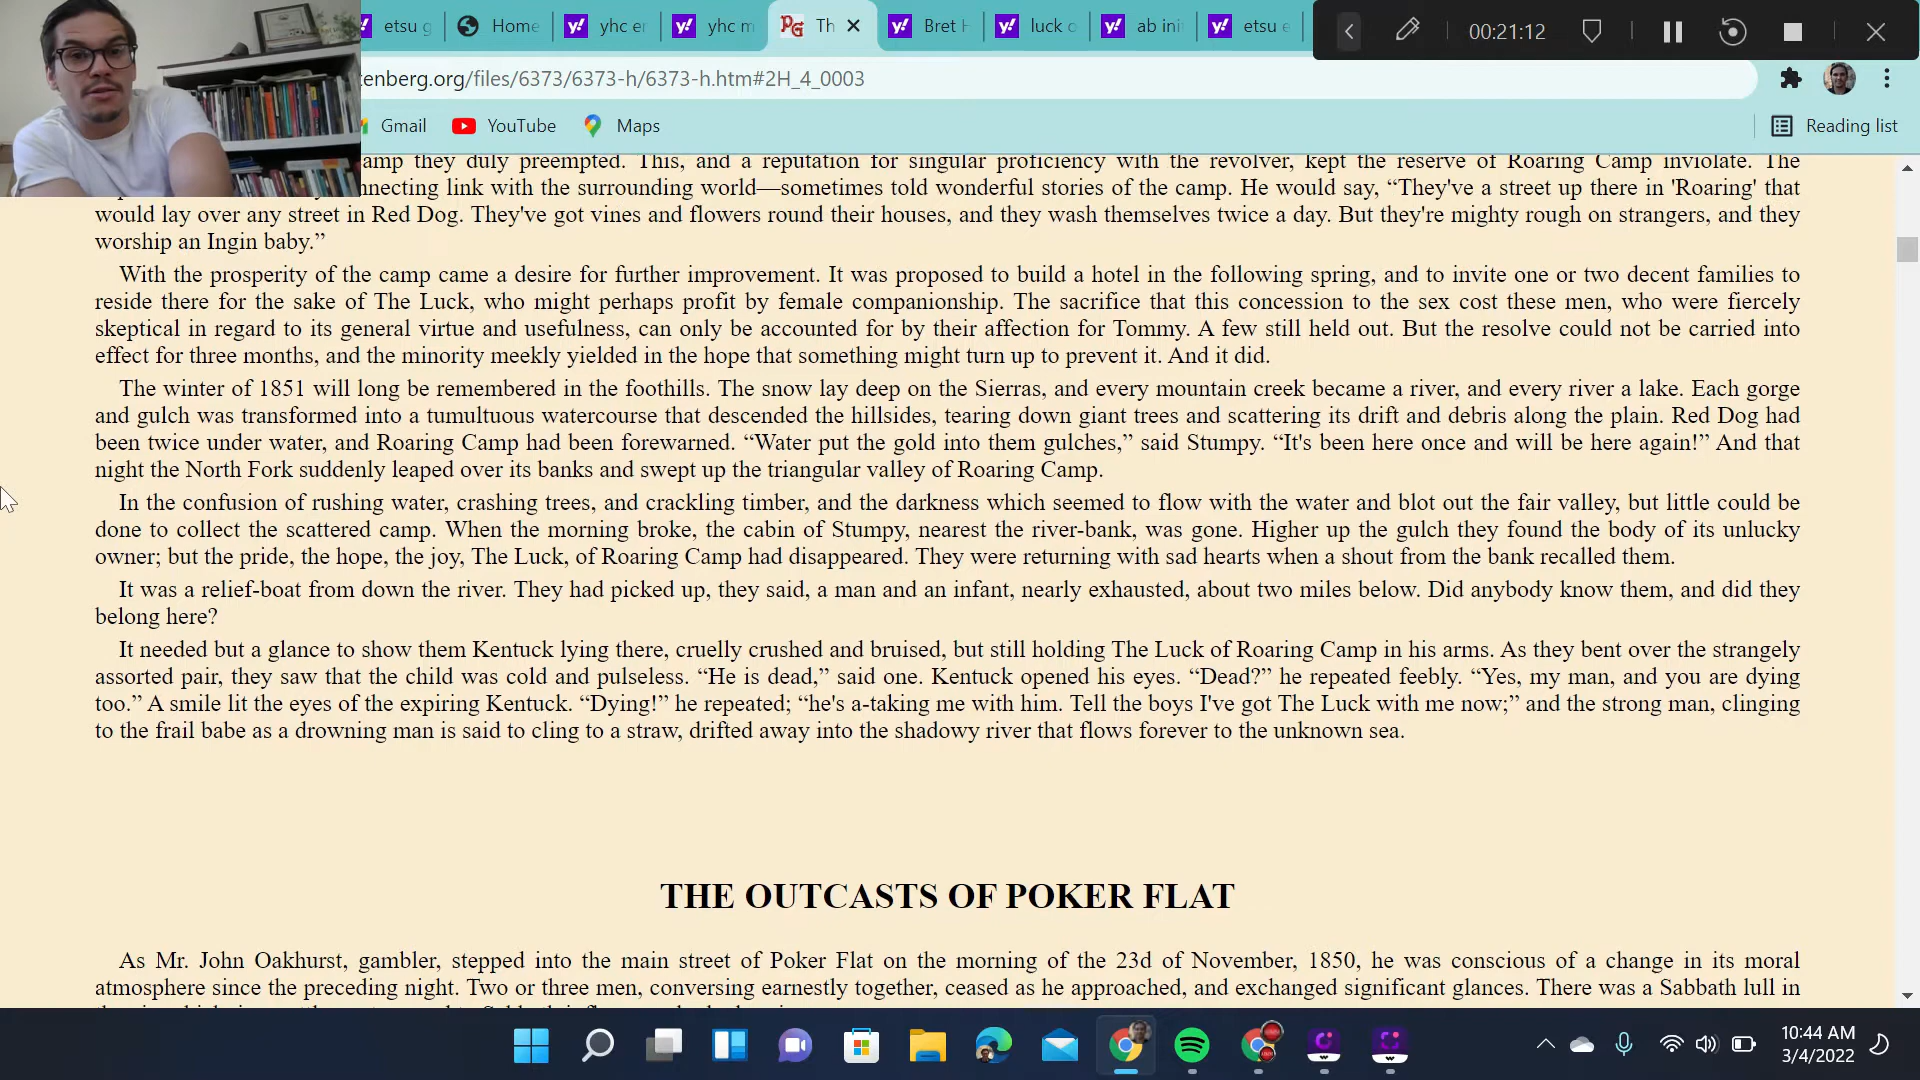 etsu g
Home
yhc er
yhc m
PG
Th
Bret H
luck o
ab init
etsu e
00:21:12
enberg.org/files/6373/6373-h/6373-h.htm#2H_4_0003
Gmail
YouTube
Maps
Reading list
amp they duly preempted. This, and a reputation for singular proficiency with the revolver, kept the reserve of Roaring Camp inviolate. The
nnecting link with the surrounding world—sometimes told wonderful stories of the camp. He would say, “They've a street up there in 'Roaring' that
would lay over any street in Red Dog. They've got vines and flowers round their houses, and they wash themselves twice a day. But they're mighty rough on strangers, and they
worship an Ingin baby.”
With the prosperity of the camp came a desire for further improvement. It was proposed to build a hotel in the following spring, and to invite one or two decent families to
reside there for the sake of The Luck, who might perhaps profit by female companionship. The sacrifice that this concession to the sex cost these men, who were fiercely
skeptical in regard to its general virtue and usefulness, can only be accounted for by their affection for Tommy. A few still held out. But the resolve could not be carried into
effect for three months, and the minority meekly yielded in the hope that something might turn up to prevent it. And it did.
The winter of 1851 will long be remembered in the foothills. The snow lay deep on the Sierras, and every mountain creek became a river, and every river a lake. Each gorge
and gulch was transformed into a tumultuous watercourse that descended the hillsides, tearing down giant trees and scattering its drift and debris along the plain. Red Dog had
been twice under water, and Roaring Camp had been forewarned. “Water put the gold into them gulches,” said Stumpy. “It's been here once and will be here again!” And that
night the North Fork suddenly leaped over its banks and swept up the triangular valley of Roaring Camp.
In the confusion of rushing water, crashing trees, and crackling timber, and the darkness which seemed to flow with the water and blot out the fair valley, but little could be
done to collect the scattered camp. When the morning broke, the cabin of Stumpy, nearest the river-bank, was gone. Higher up the gulch they found the body of its unlucky
owner; but the pride, the hope, the joy, The Luck, of Roaring Camp had disappeared. They were returning with sad hearts when a shout from the bank recalled them.
It was a relief-boat from down the river. They had picked up, they said, a man and an infant, nearly exhausted, about two miles below. Did anybody know them, and did they
belong here?
It needed but a glance to show them Kentuck lying there, cruelly crushed and bruised, but still holding The Luck of Roaring Camp in his arms. As they bent over the strangely
assorted pair, they saw that the child was cold and pulseless. “He is dead,” said one. Kentuck opened his eyes. “Dead?” he repeated feebly. “Yes, my man, and you are dying
too.” A smile lit the eyes of the expiring Kentuck. “Dying!” he repeated; “he's a-taking me with him. Tell the boys I've got The Luck with me now;” and the strong man, clinging
to the frail babe as a drowning man is said to cling to a straw, drifted away into the shadowy river that flows forever to the unknown sea.
THE OUTCASTS OF POKER FLAT
As Mr. John Oakhurst, gambler, stepped into the main street of Poker Flat on the morning of the 23d of November, 1850, he was conscious of a change in its moral
atmosphere since the preceding night. Two or three men, conversing earnestly together, ceased as he approached, and exchanged significant glances. There was a Sabbath lull in
10:44 AM
3/4/2022